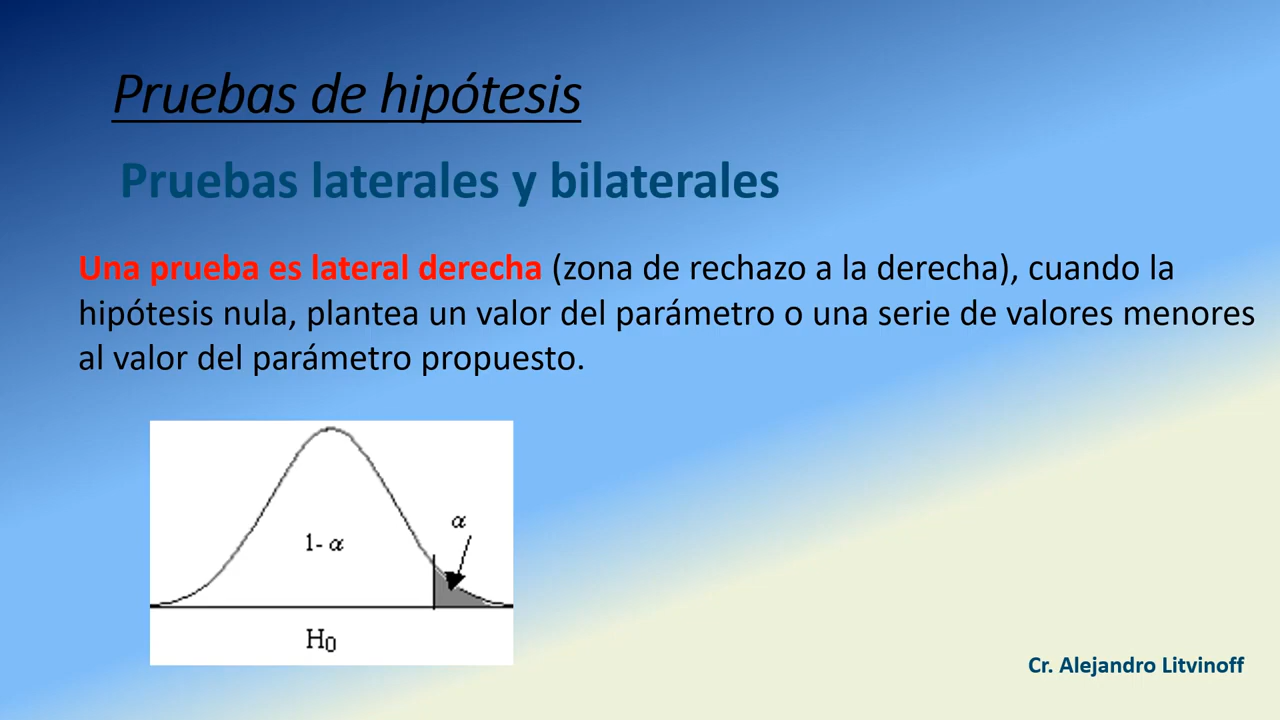 Pruebas de hipótesis
Pruebas laterales y bilaterales
Una prueba es lateral derecha (zona de rechazo a la derecha), cuando la
hipótesis nula, plantea un valor del parámetro o una serie de valores menores
al valor del parámetro propuesto.
α
1- α
H0
Cr. Alejandro Litvinoff